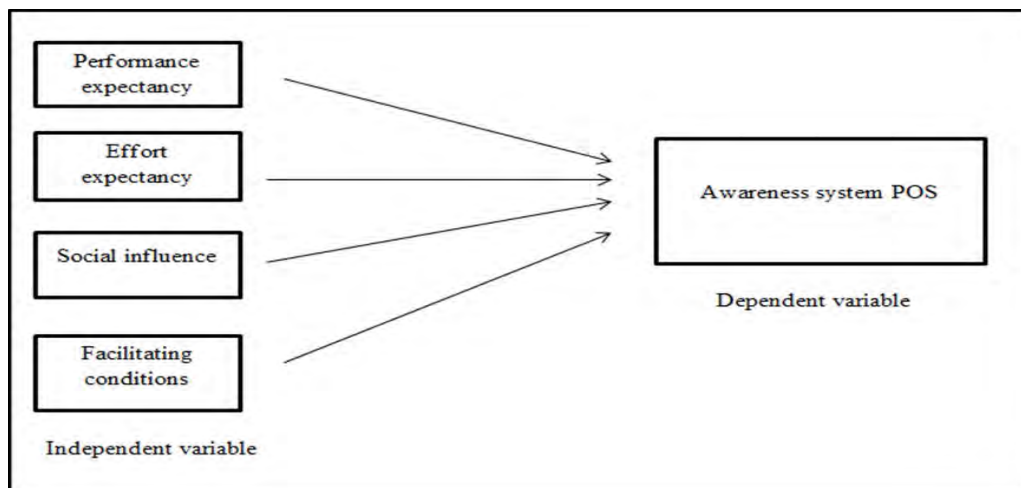 Performance
expectancy
Effort
expectancy
Social influence
Facilitating
conditions
Independent variable
Awareness system POS
Dependent variable